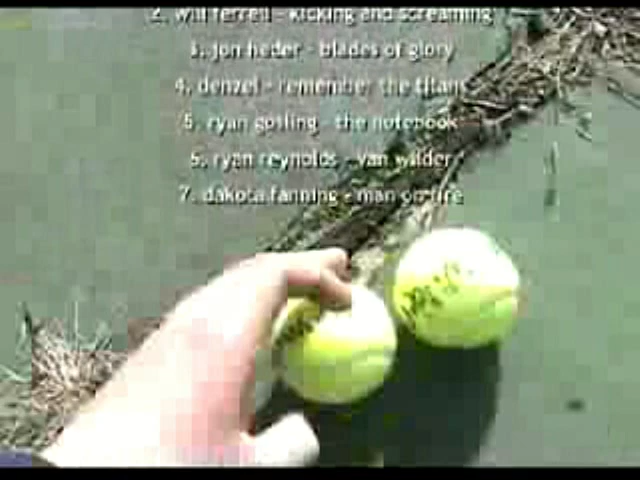 2. will ferrell - kicking and screaming
3. jon heder - blades of glory
4. denzel - remember the titans
5. ryan gosling - the notebook
6. ryan reynolds - van wilder
7. dakota fanning - man on fire